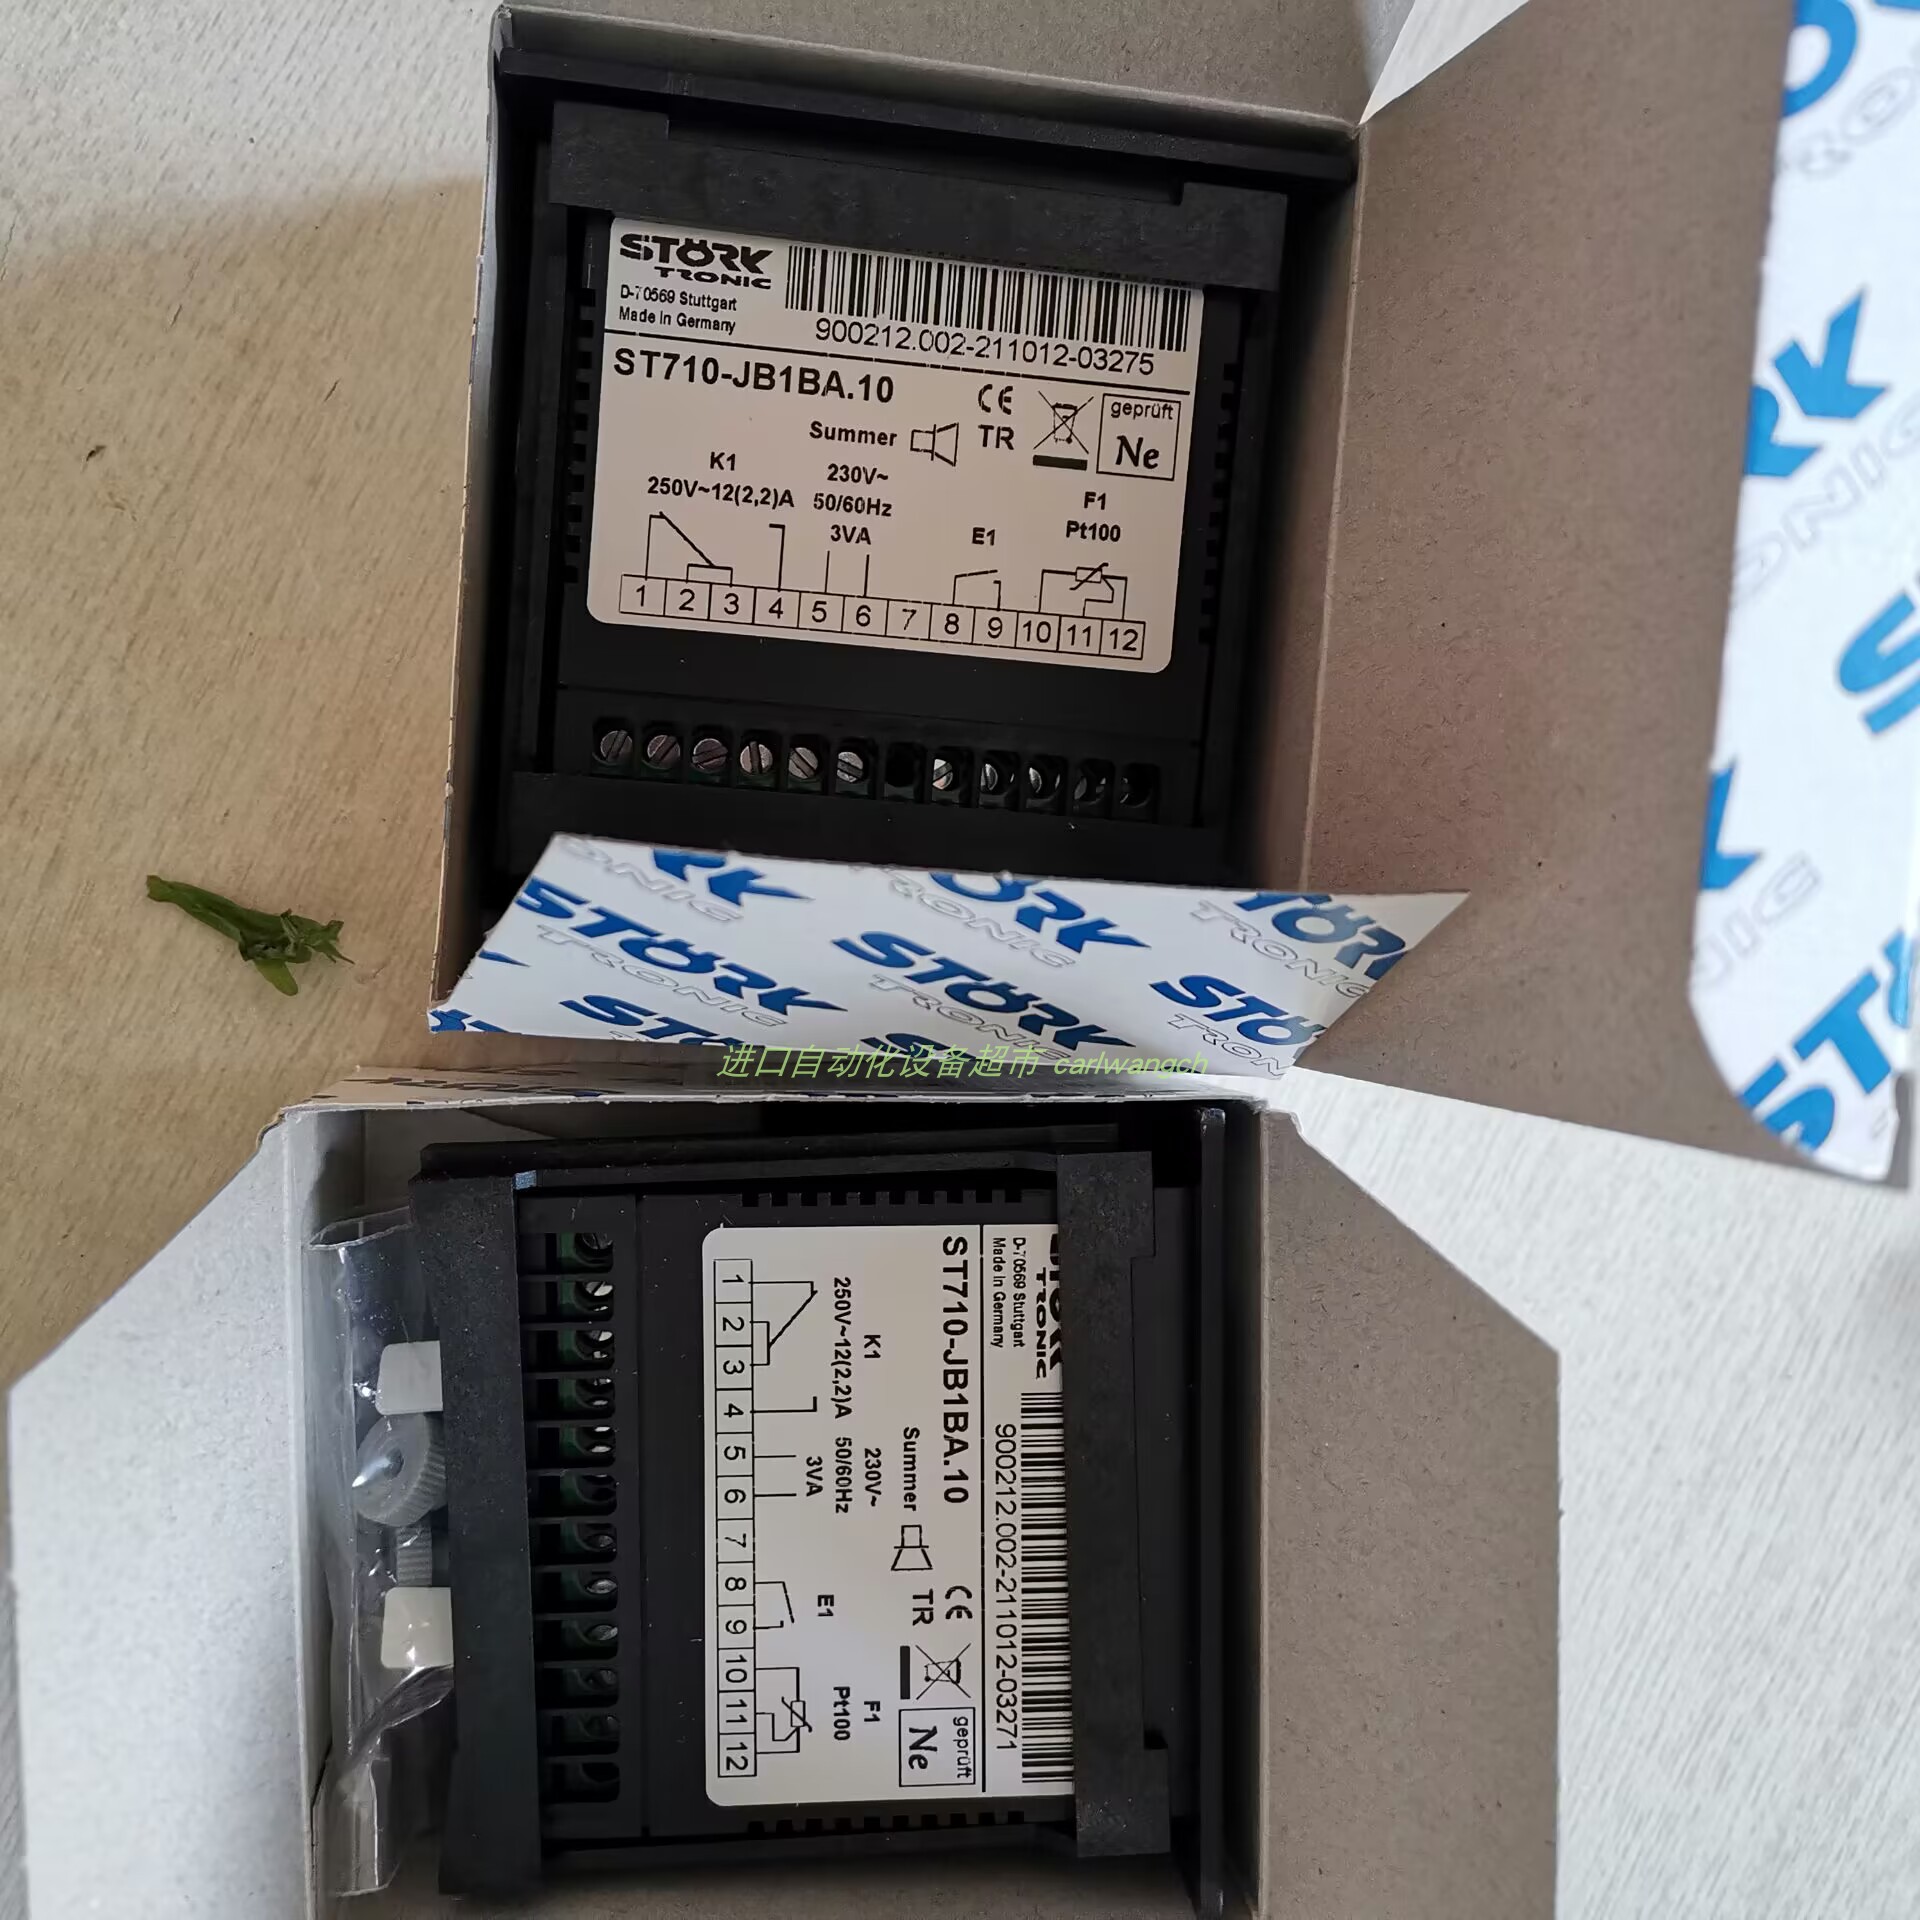 STÖRK
TRONIC
D-70569 Stuttgart
Made in Germany
900212.002-211012-03275
ST710-JB1BA.10
CE
TR
geprüft
Ne
Summer
K1
250V~12(2,2)A
230V~
50/60Hz
3VA
E1
F1
Pt100
1 2 3 4 5 6 7 8 9 10 11 12
STÖRK
TRONIC
STÖRK
TRONIC
进口自动化设备超市 carlwangch
TRONIC
D-70569 Stuttgart
Made in Germany
900212.002-211012-03271
ST710-JB1BA.10
CE
TR
geprüft
Ne
Summer
K1
250V~12(2,2)A
230V~
50/60Hz
3VA
E1
F1
Pt100
1 2 3 4 5 6 7 8 9 10 11 12